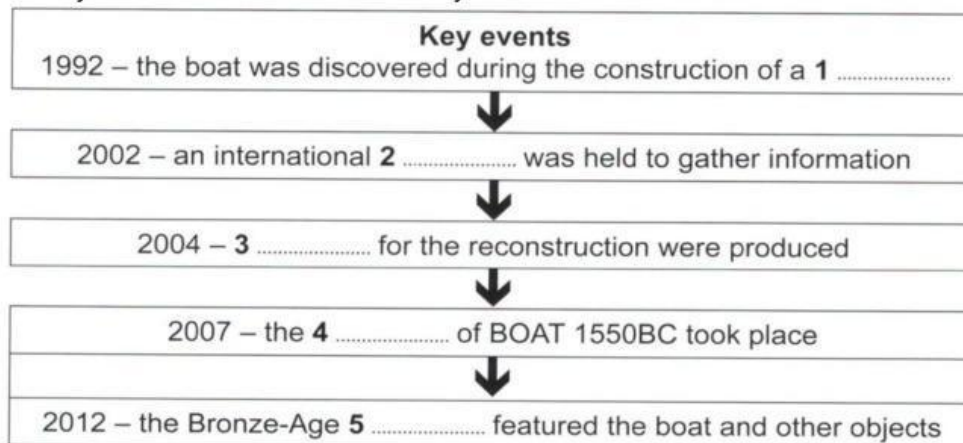 Key events
1992 – the boat was discovered during the construction of a 1 ......................
2002 – an international 2 .................... was held to gather information
2004 – 3 .................... for the reconstruction were produced
2007 – the 4 .................... of BOAT 1550BC took place
2012 – the Bronze-Age 5 .................... featured the boat and other objects